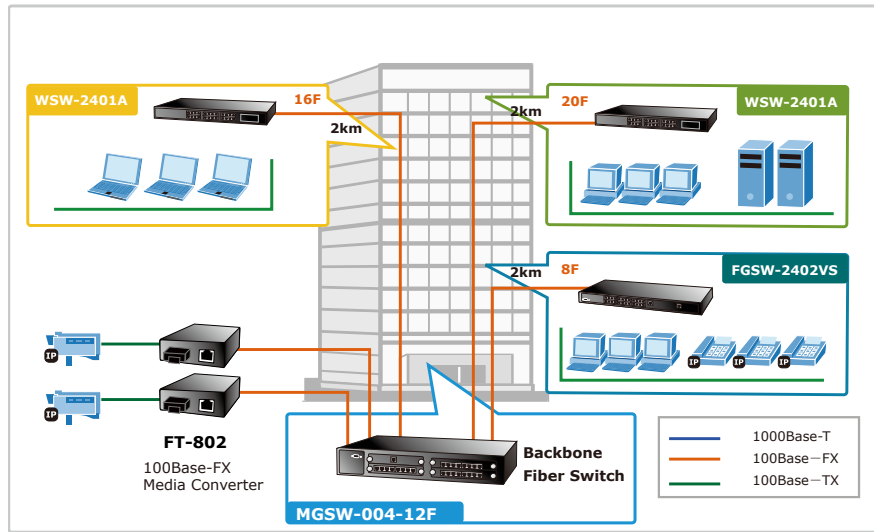 WSW-2401A
16F
2km
20F
2km
WSW-2401A
2km
8F
FGSW-2402VS
IP
IP
IP
IP
IP
FT-802
100Base-FX
Media Converter
Backbone
Fiber Switch
MGSW-004-12F
1000Base-T
100Base－FX
100Base－TX